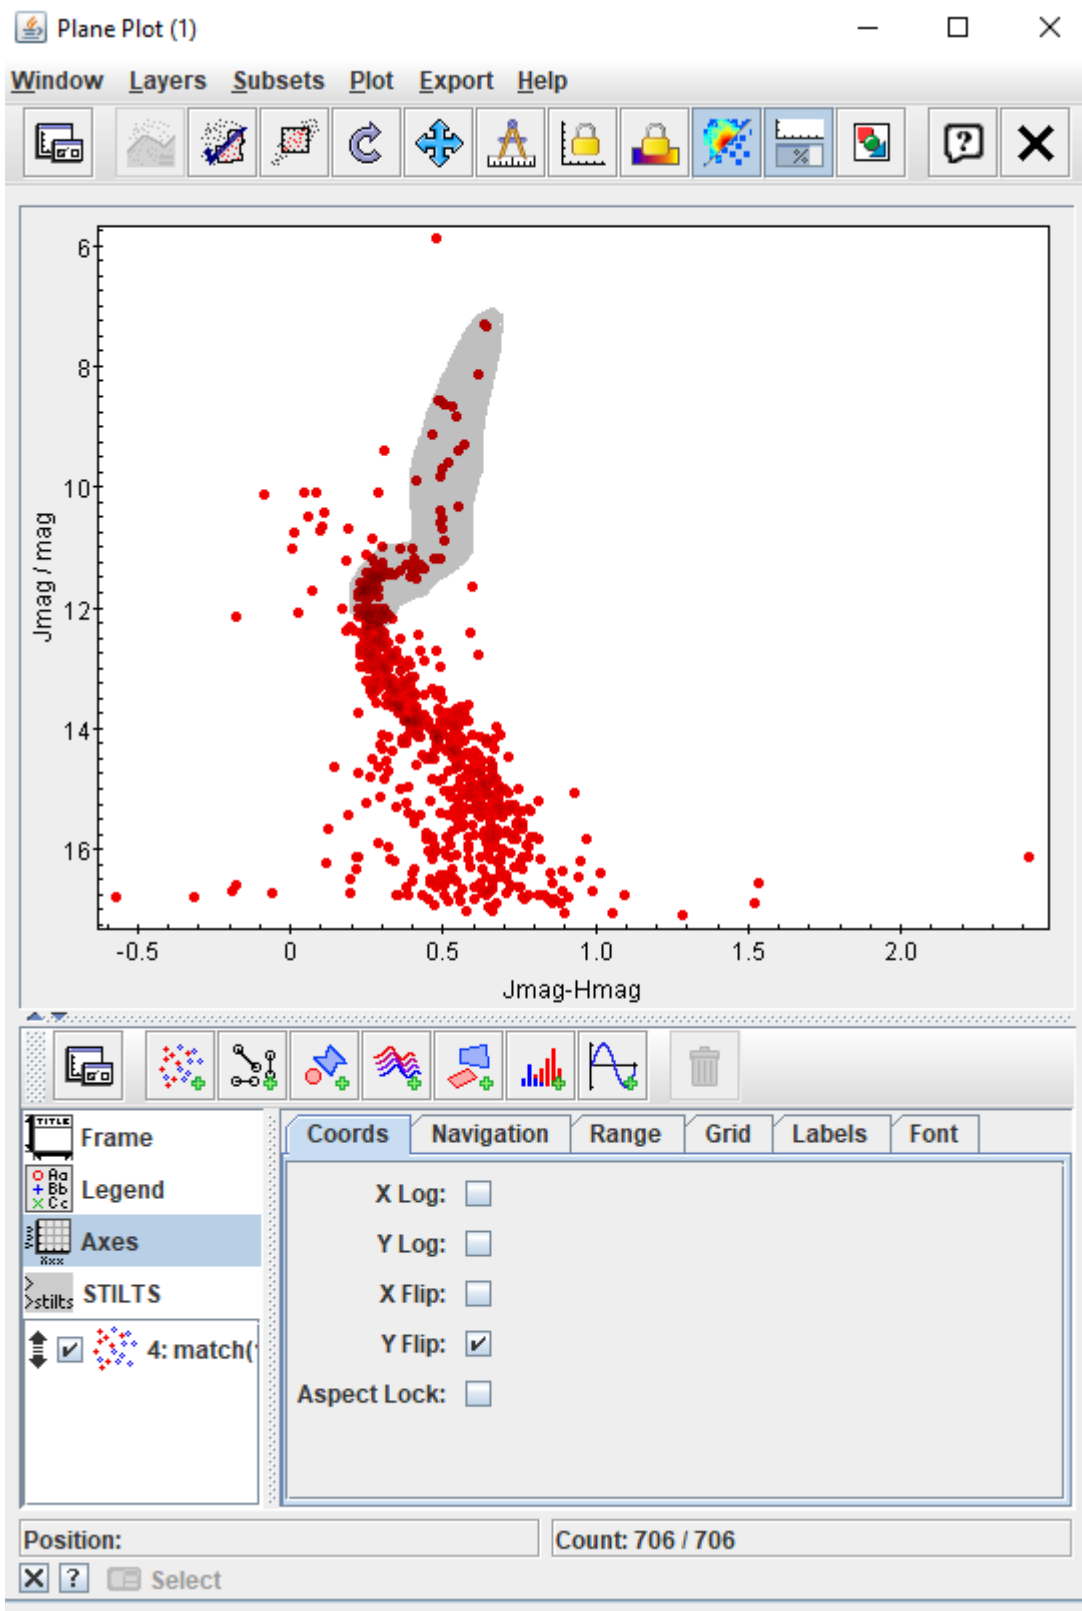 Plane Plot (1)
Window Layers Subsets Plot Export Help
6
8
10
12
14
16
Jmag / mag
-0.5 0 0.5 1.0 1.5 2.0
Jmag-Hmag
Frame
Legend
Axes
STILTS
4: match(
Coords Navigation Range Grid Labels Font
X Log:
Y Log:
X Flip:
Y Flip:
Aspect Lock:
Position:
Count: 706 / 706
Select